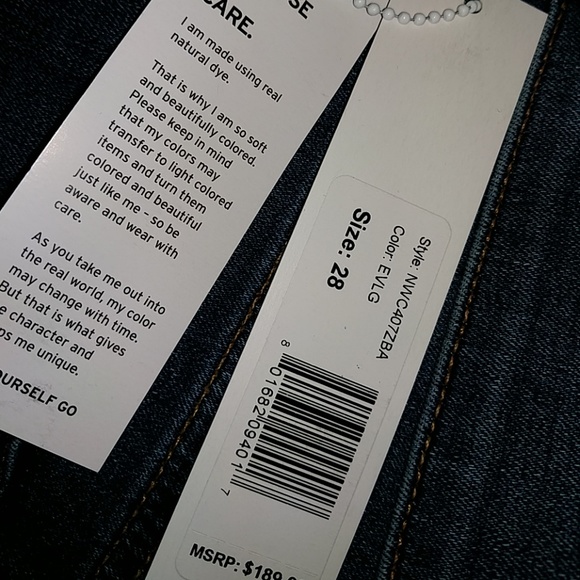 SE
CARE.
I am made using real
natural dye.
That is why I am so soft
and beautifully colored.
Please keep in mind
that my colors may
transfer to light colored
items and turn them
colored and beautiful
just like me – so be
aware and wear with
care.
As you take me out into
the real world, my color
may change with time.
But that is what gives
e character and
ps me unique.
OURSELF GO
Style: NWC407ZBA
Color: EVLG
Size: 28
8 01682 09401 7
MSRP: $189.